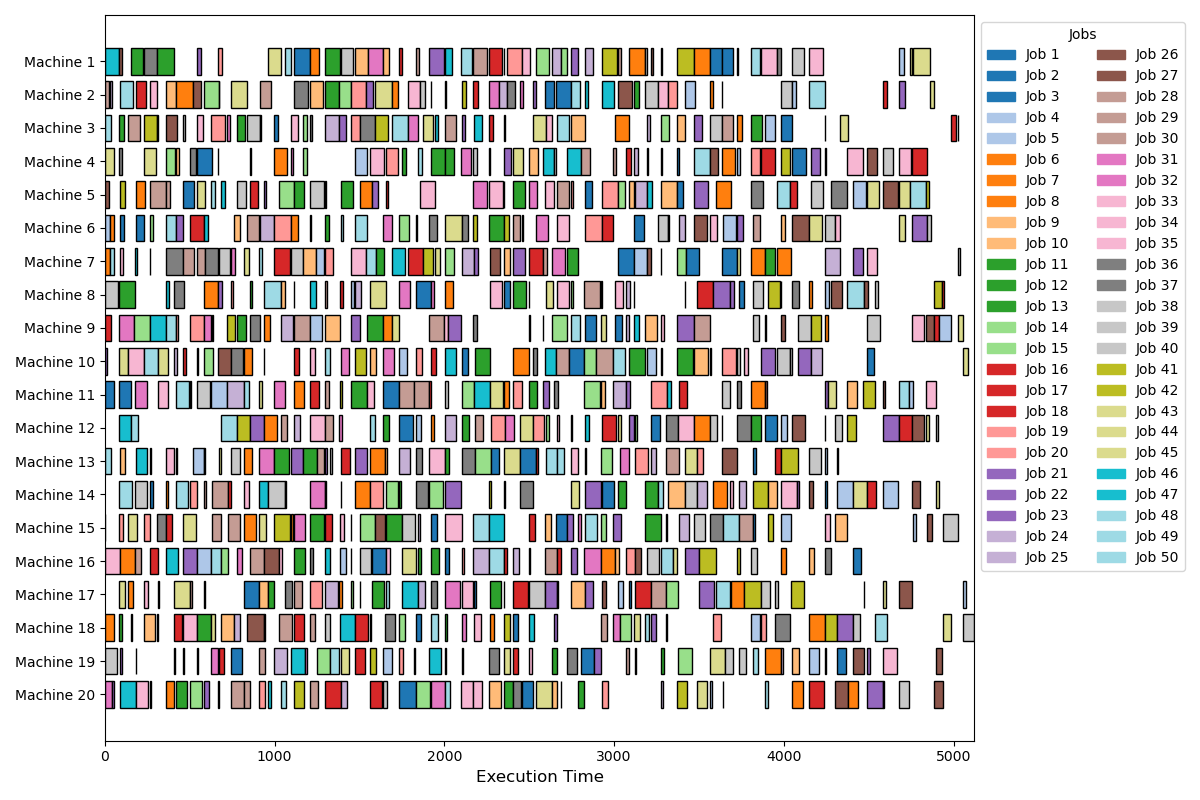 Machine 1
Machine 2
Machine 3
Machine 4
Machine 5
Machine 6
Machine 7
Machine 8
Machine 9
Machine 10
Machine 11
Machine 12
Machine 13
Machine 14
Machine 15
Machine 16
Machine 17
Machine 18
Machine 19
Machine 20
0 1000 2000 3000 4000 5000
Execution Time
Jobs
Job 1
Job 2
Job 3
Job 4
Job 5
Job 6
Job 7
Job 8
Job 9
Job 10
Job 11
Job 12
Job 13
Job 14
Job 15
Job 16
Job 17
Job 18
Job 19
Job 20
Job 21
Job 22
Job 23
Job 24
Job 25
Job 26
Job 27
Job 28
Job 29
Job 30
Job 31
Job 32
Job 33
Job 34
Job 35
Job 36
Job 37
Job 38
Job 39
Job 40
Job 41
Job 42
Job 43
Job 44
Job 45
Job 46
Job 47
Job 48
Job 49
Job 50